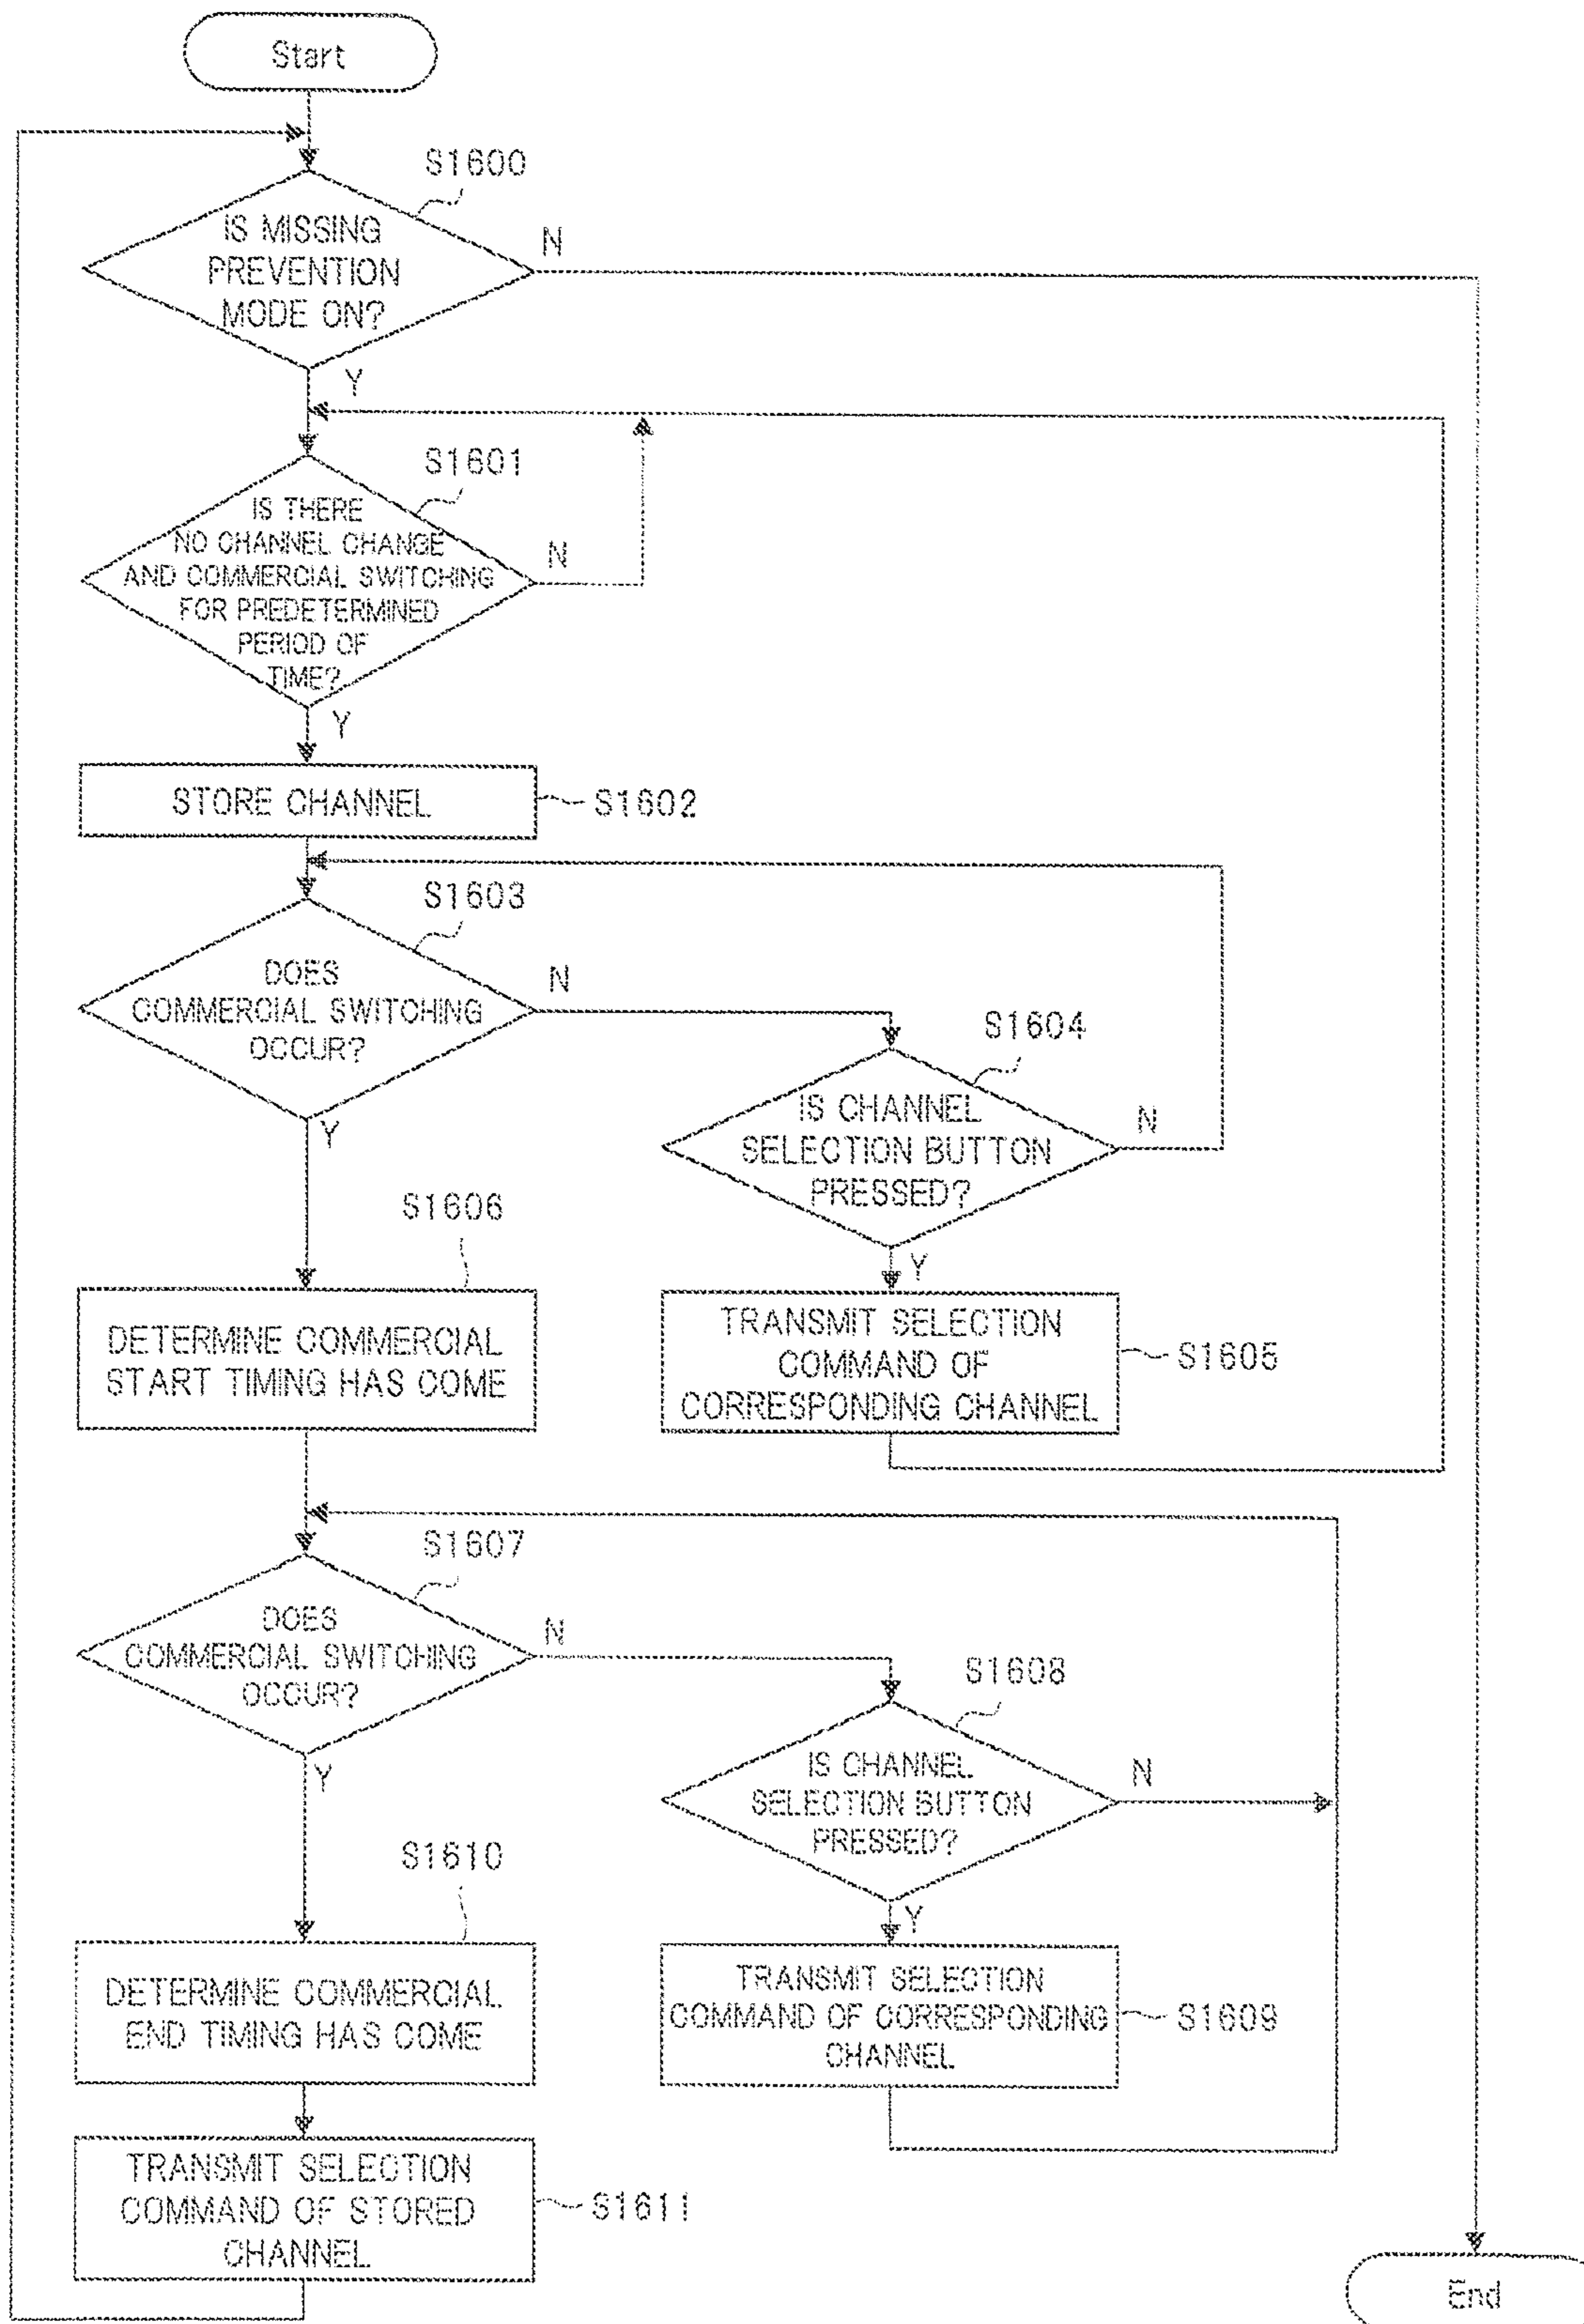 Start
S1600
IS MISSING
PREVENTION
MODE ON?
N
Y
S1601
IS THERE
NO CHANNEL CHANGE
AND COMMERCIAL SWITCHING
FOR PREDETERMINED
PERIOD OF
TIME?
N
Y
STORE CHANNEL
S1602
S1603
DOES
COMMERCIAL SWITCHING
OCCUR?
N
Y
S1604
IS CHANNEL
SELECTION BUTTON
PRESSED?
N
Y
TRANSMIT SELECTION
COMMAND OF
CORRESPONDING CHANNEL
S1605
S1606
DETERMINE COMMERCIAL
START TIMING HAS COME
S1607
DOES
COMMERCIAL SWITCHING
OCCUR?
N
Y
S1608
IS CHANNEL
SELECTION BUTTON
PRESSED?
N
Y
TRANSMIT SELECTION
COMMAND OF CORRESPONDING
CHANNEL
S1609
S1610
DETERMINE COMMERCIAL
END TIMING HAS COME
TRANSMIT SELECTION
COMMAND OF STORED
CHANNEL
S1611
End